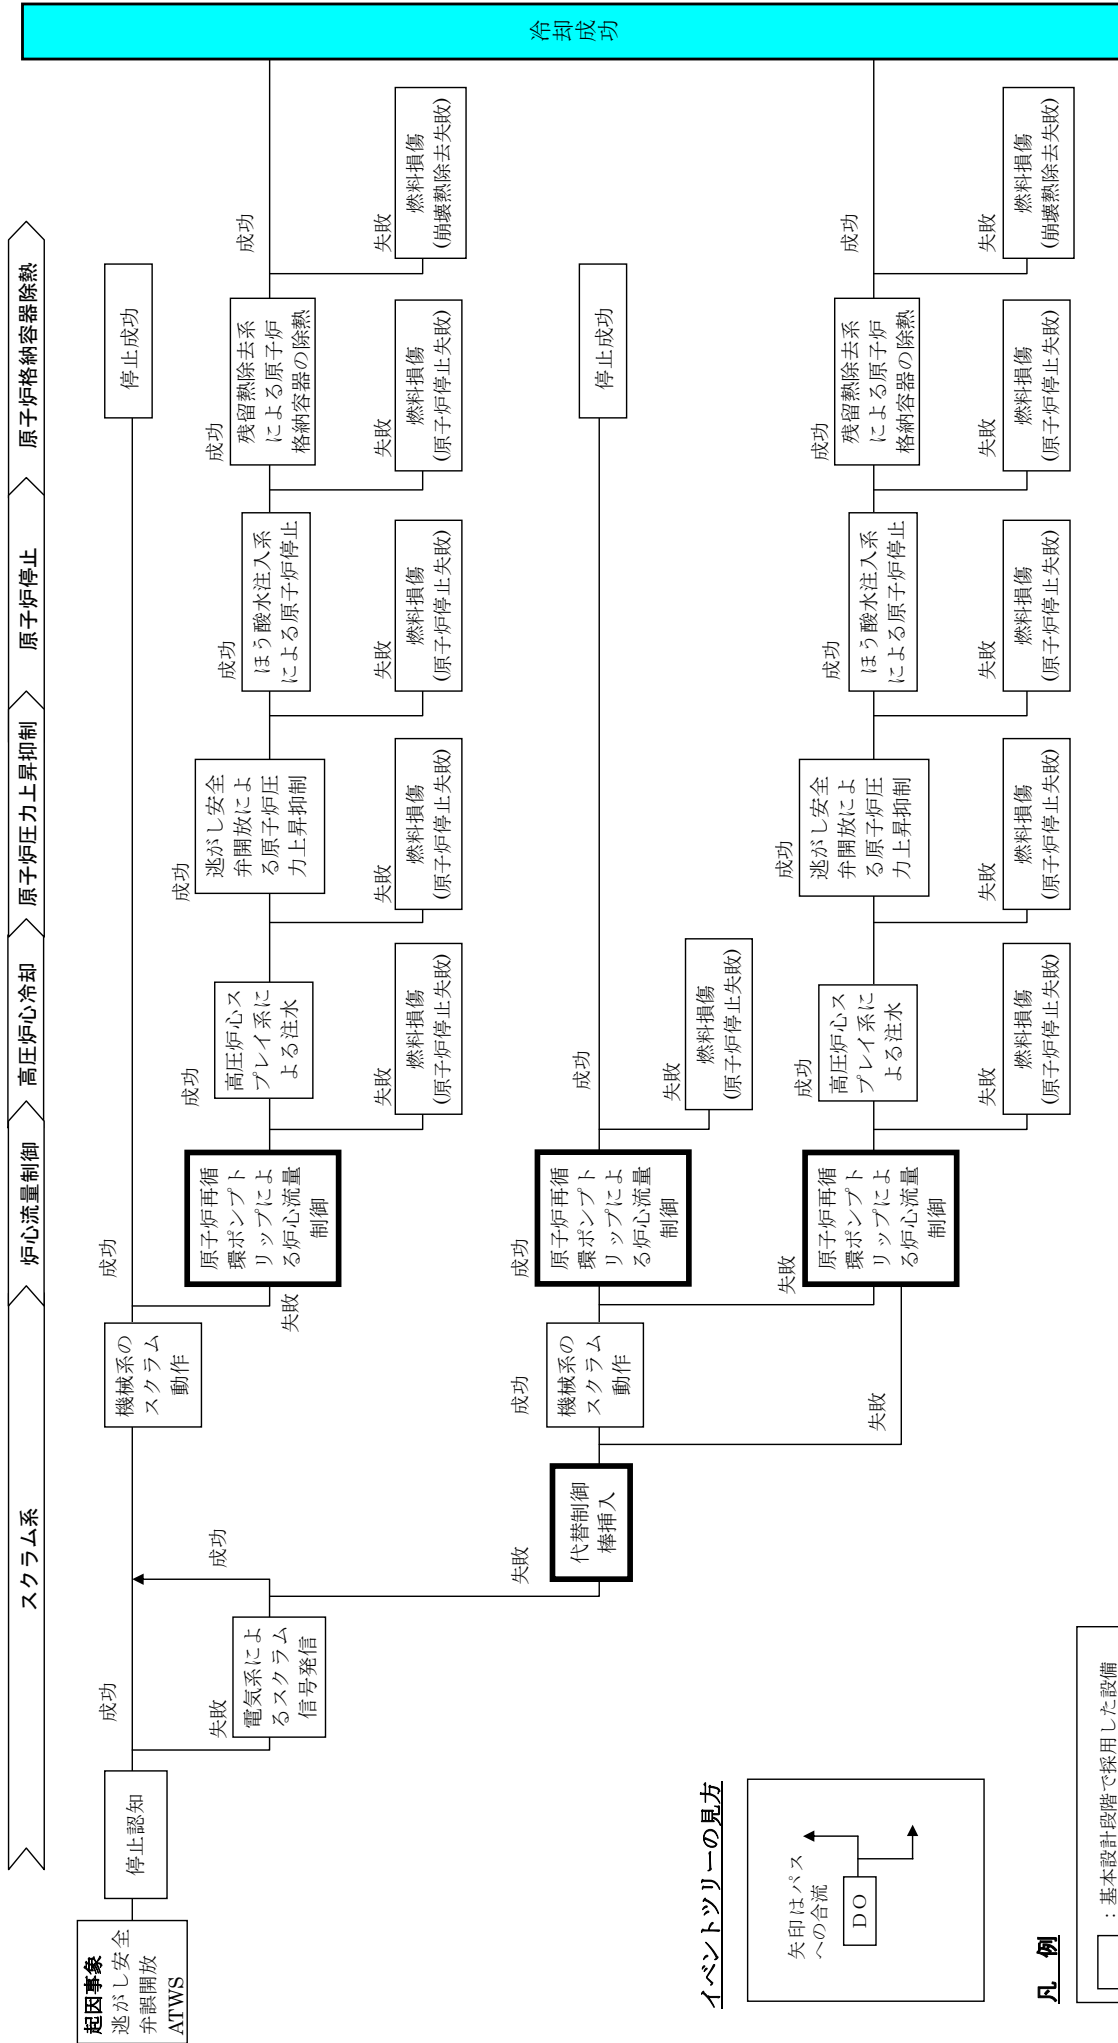 スクラム系
炉心流量制御
高圧炉心冷却
原子炉圧力上昇抑制
原子炉停止
原子炉格納容器除熱
起因事象
逃がし安全
弁誤開放
ATWS
停止認知
成功
失敗
電気系によ
るスクラム
信号発信
成功
機械系の
スクラム
動作
成功
停止成功
失敗
原子炉再循
環ポンプト
リップによ
る炉心流量
制御
成功
高圧炉心ス
プレイ系に
よる注水
失敗
燃料損傷
(原子炉停止失敗)
成功
逃がし安全
弁開放によ
る原子炉圧
力上昇抑制
失敗
燃料損傷
(原子炉停止失敗)
成功
ほう酸水注入系
による原子炉停止
失敗
燃料損傷
(原子炉停止失敗)
成功
残留熱除去系
による原子炉
格納容器の除熱
失敗
燃料損傷
(原子炉停止失敗)
成功
失敗
燃料損傷
(崩壊熱除去失敗)
冷却成功
失敗
代替制御
棒挿入
成功
機械系の
スクラム
動作
成功
原子炉再循
環ポンプト
リップによ
る炉心流量
制御
成功
停止成功
失敗
燃料損傷
(原子炉停止失敗)
失敗
失敗
原子炉再循
環ポンプト
リップによ
る炉心流量
制御
成功
高圧炉心ス
プレイ系に
よる注水
失敗
燃料損傷
(原子炉停止失敗)
成功
逃がし安全
弁開放によ
る原子炉圧
力上昇抑制
失敗
燃料損傷
(原子炉停止失敗)
成功
ほう酸水注入系
による原子炉停止
失敗
燃料損傷
(原子炉停止失敗)
成功
残留熱除去系
による原子炉
格納容器の除熱
失敗
燃料損傷
(原子炉停止失敗)
成功
失敗
燃料損傷
(崩壊熱除去失敗)
イベントツリーの見方
矢印はパス
への合流
DO
凡 例
：基本設計段階で採用した設備